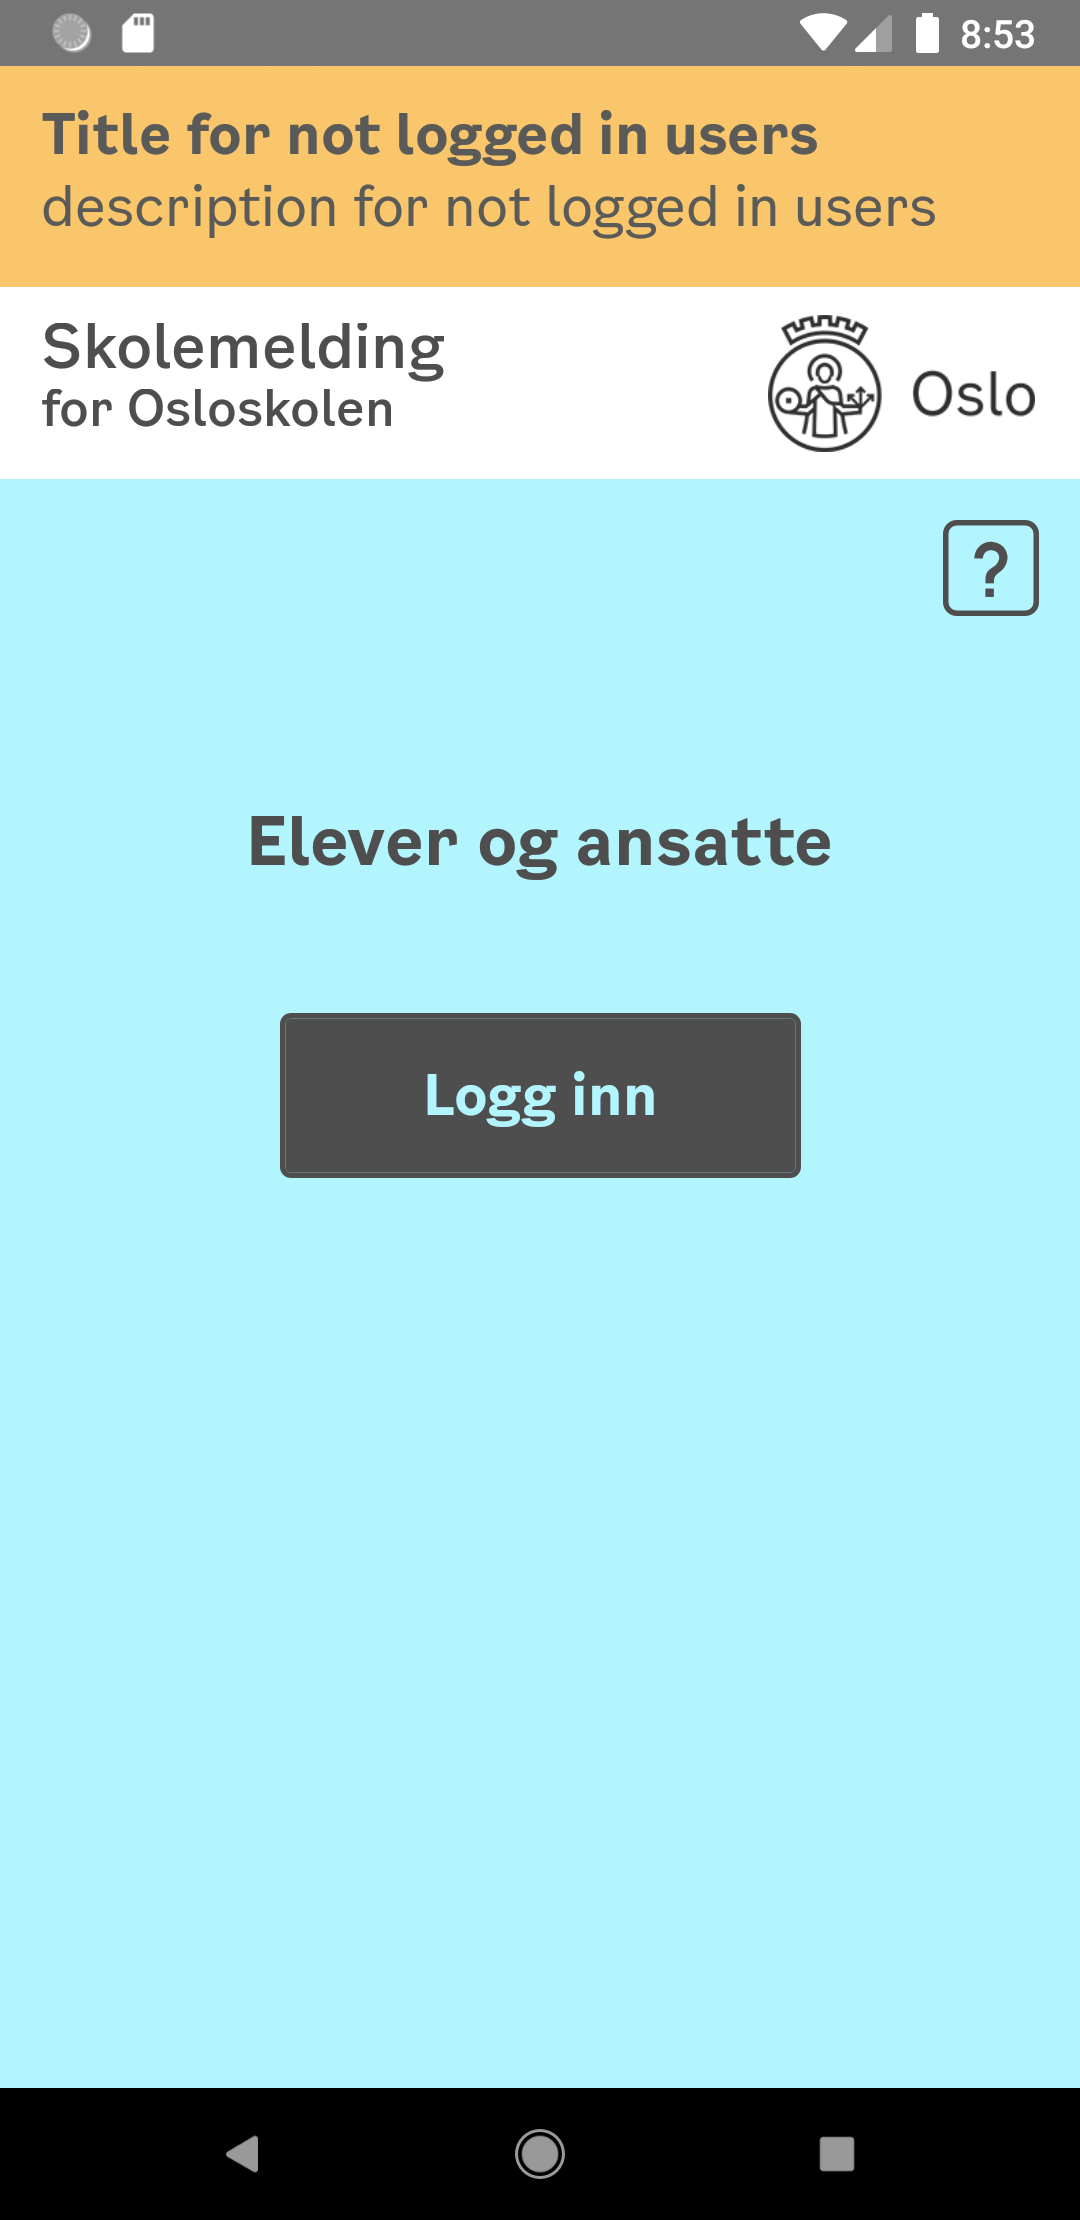 8:53
Title for not logged in users
description for not logged in users
Skolemelding
for Osloskolen
Oslo
?
Elever og ansatte
Logg inn